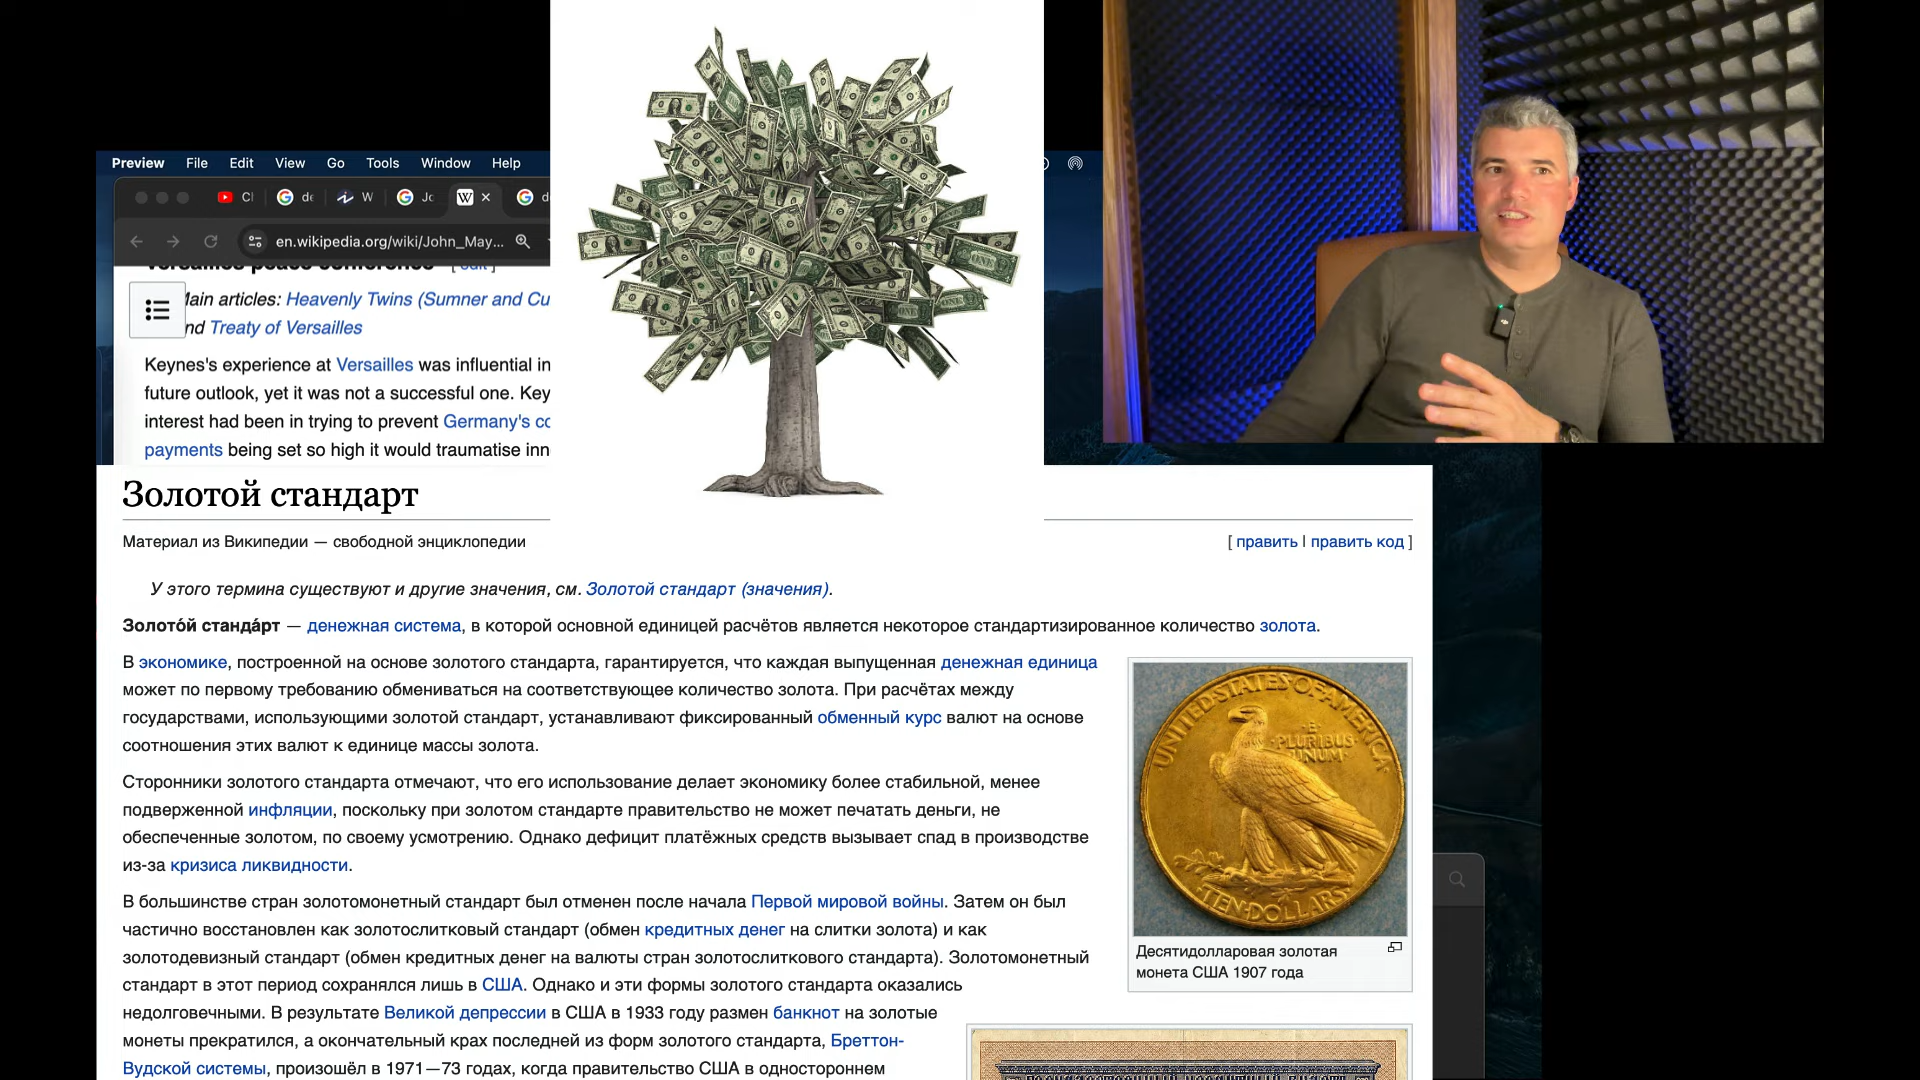 Preview File Edit View Go Tools Window Help
Cl de W Jc d
en.wikipedia.org/wiki/John_May...
Versailles peace conference [ edit ]
Main articles: Heavenly Twins (Sumner and Cu
nd Treaty of Versailles
Keynes's experience at Versailles was influential in
future outlook, yet it was not a successful one. Key
interest had been in trying to prevent Germany's co
payments being set so high it would traumatise inn
Золотой стандарт
Материал из Википедии — свободной энциклопедии
[ править | править код ]
У этого термина существуют и другие значения, см. Золотой стандарт (значения).
Золото́й станда́рт — денежная система, в которой основной единицей расчётов является некоторое стандартизированное количество золота.
В экономике, построенной на основе золотого стандарта, гарантируется, что каждая выпущенная денежная единица
может по первому требованию обмениваться на соответствующее количество золота. При расчётах между
государствами, использующими золотой стандарт, устанавливают фиксированный обменный курс валют на основе
соотношения этих валют к единице массы золота.
Сторонники золотого стандарта отмечают, что его использование делает экономику более стабильной, менее
подверженной инфляции, поскольку при золотом стандарте правительство не может печатать деньги, не
обеспеченные золотом, по своему усмотрению. Однако дефицит платёжных средств вызывает спад в производстве
из-за кризиса ликвидности.
В большинстве стран золотомонетный стандарт был отменен после начала Первой мировой войны. Затем он был
частично восстановлен как золотослитковый стандарт (обмен кредитных денег на слитки золота) и как
золотодевизный стандарт (обмен кредитных денег на валюты стран золотослиткового стандарта). Золотомонетный
стандарт в этот период сохранялся лишь в США. Однако и эти формы золотого стандарта оказались
недолговечными. В результате Великой депрессии в США в 1933 году размен банкнот на золотые
монеты прекратился, а окончательный крах последней из форм золотого стандарта, Бреттон-
Вудской системы, произошёл в 1971—73 годах, когда правительство США в одностороннем
UNITED STATES OF AMERICA
E
PLURIBUS
UNUM
TEN DOLLARS
Десятидолларовая золотая
монета США 1907 года